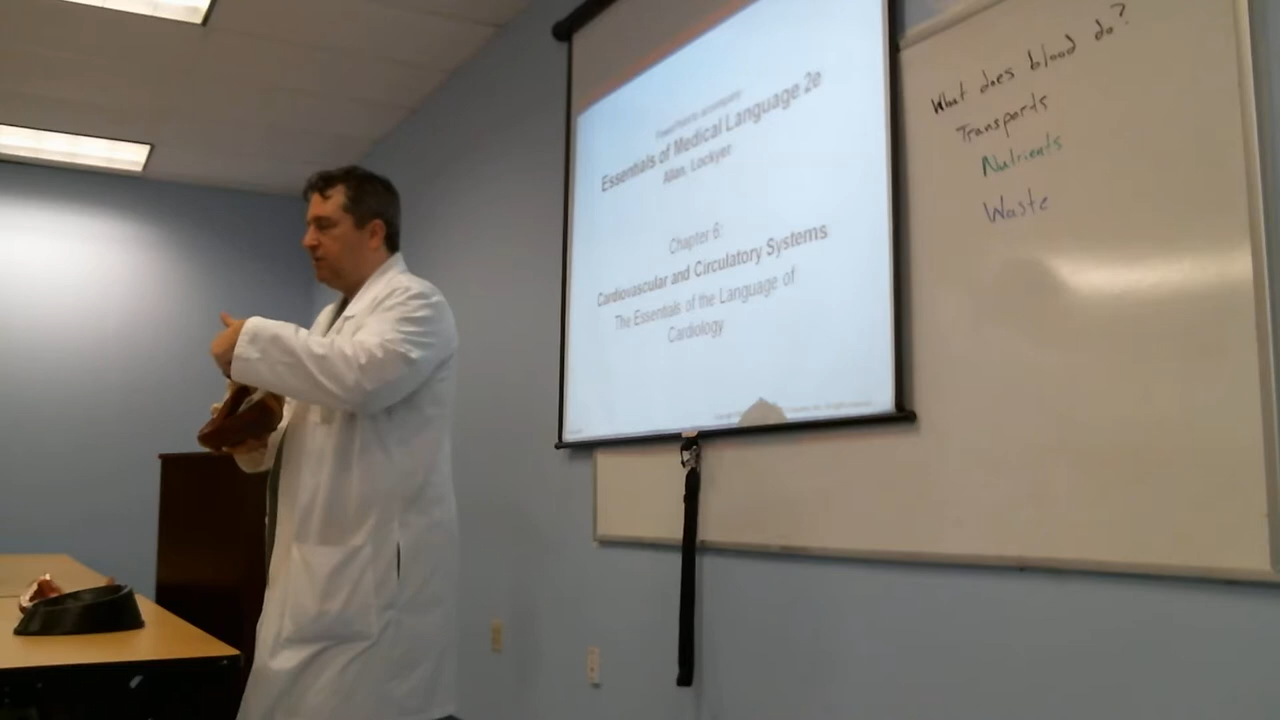 PowerPoints accompany
Essentials of Medical Language 2e
Allan, Lockyer
Chapter 6:
Cardiovascular and Circulatory Systems
The Essentials of the Language of
Cardiology
What does blood do?
Transports
Nutrients
Waste